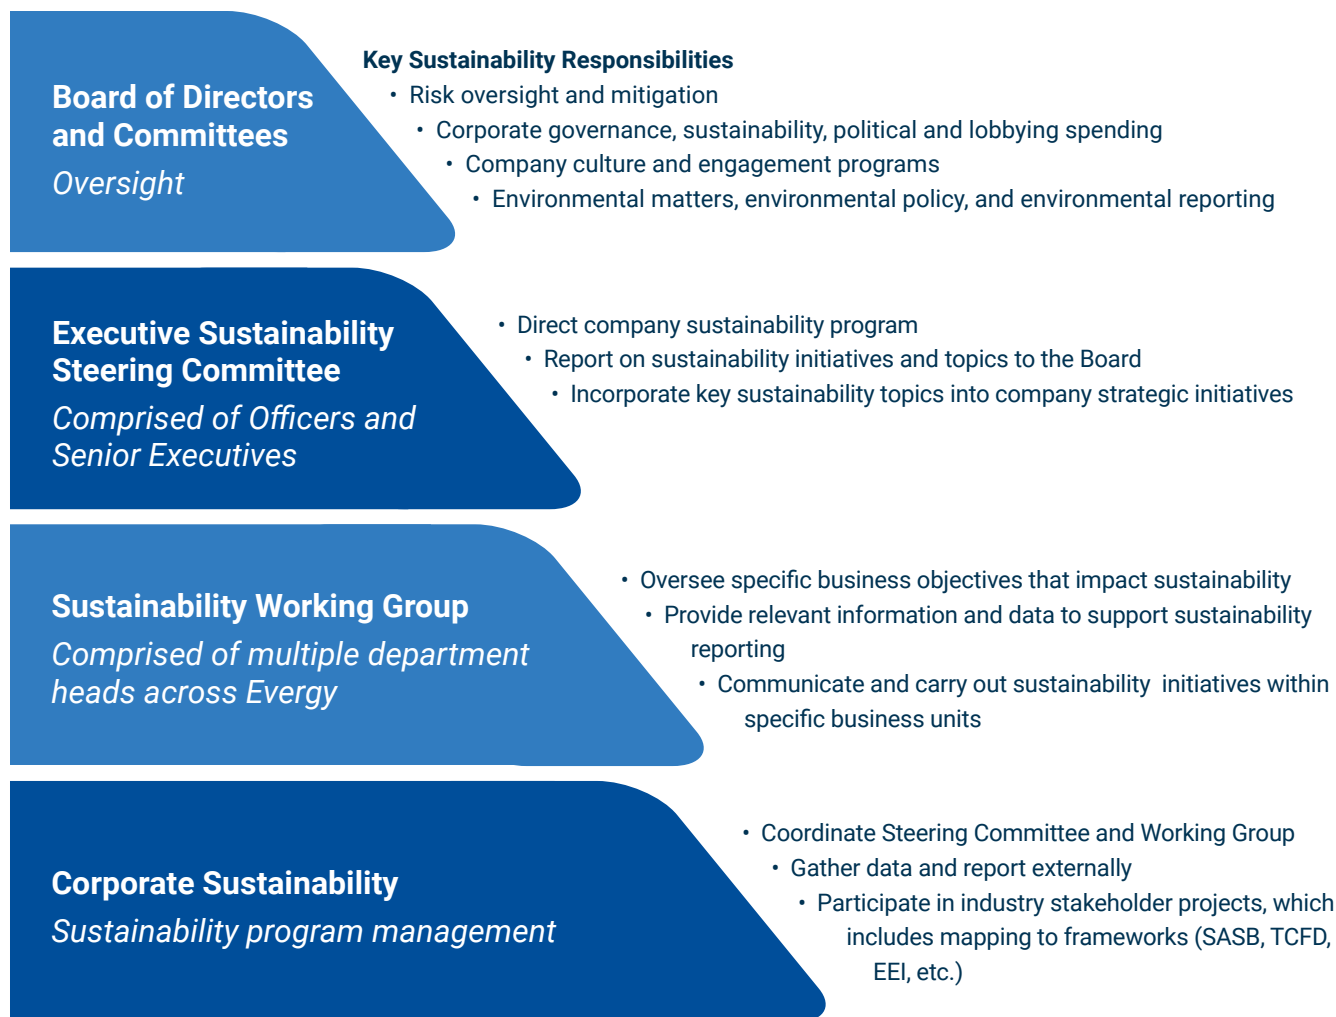 Board of Directors
and Committees
Oversight
Key Sustainability Responsibilities
• Risk oversight and mitigation
• Corporate governance, sustainability, political and lobbying spending
• Company culture and engagement programs
• Environmental matters, environmental policy, and environmental reporting
Executive Sustainability
Steering Committee
Comprised of Officers and
Senior Executives
• Direct company sustainability program
• Report on sustainability initiatives and topics to the Board
• Incorporate key sustainability topics into company strategic initiatives
Sustainability Working Group
Comprised of multiple department
heads across Evergy
• Oversee specific business objectives that impact sustainability
• Provide relevant information and data to support sustainability
reporting
• Communicate and carry out sustainability initiatives within
specific business units
Corporate Sustainability
Sustainability program management
• Coordinate Steering Committee and Working Group
• Gather data and report externally
• Participate in industry stakeholder projects, which
includes mapping to frameworks (SASB, TCFD,
EEI, etc.)